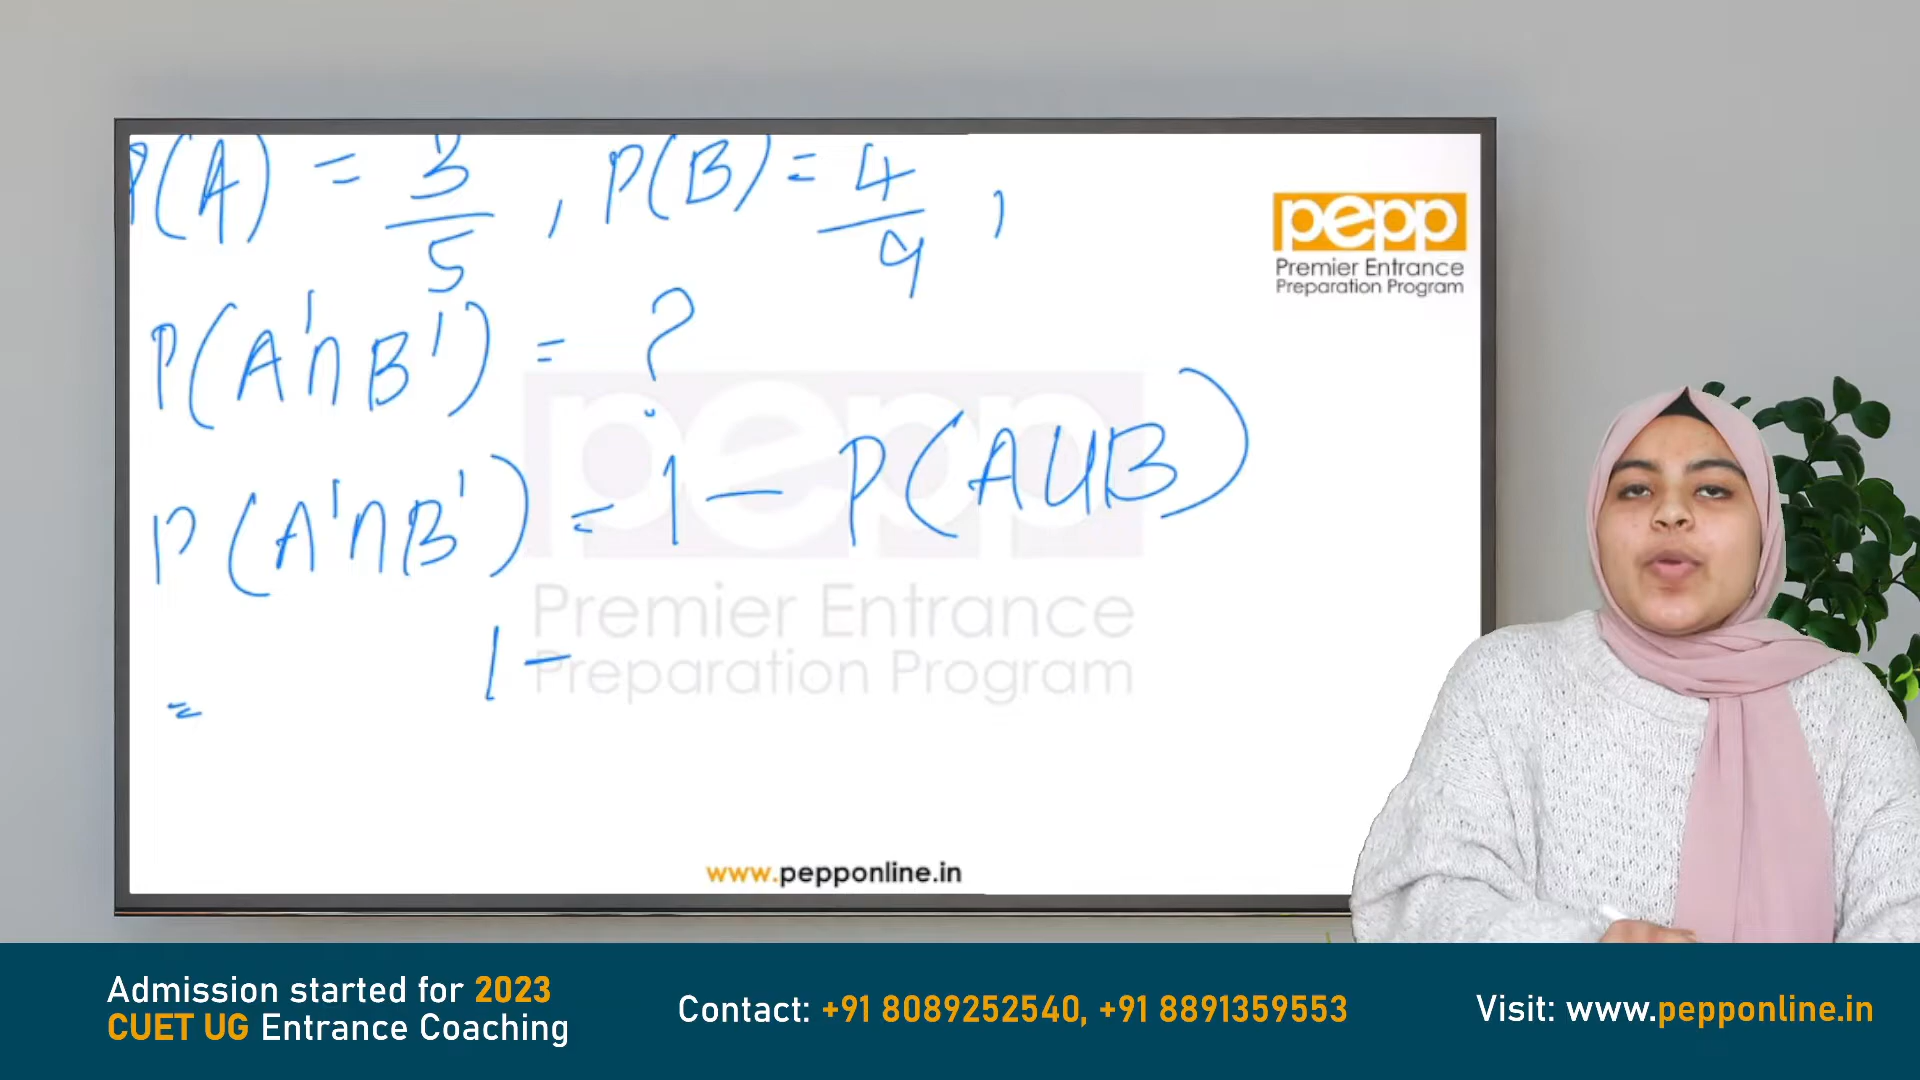 P(A) = 3/5, P(B) = 4/9,
pepp
Premier Entrance
Preparation Program
P(A'∩B') = ?
P(A'∩B') = 1 - P(A∪B)
= 1 -
pepp
Premier Entrance
Preparation Program
www.pepponline.in
Admission started for 2023
CUET UG Entrance Coaching
Contact: +91 8089252540, +91 8891359553
Visit: www.pepponline.in